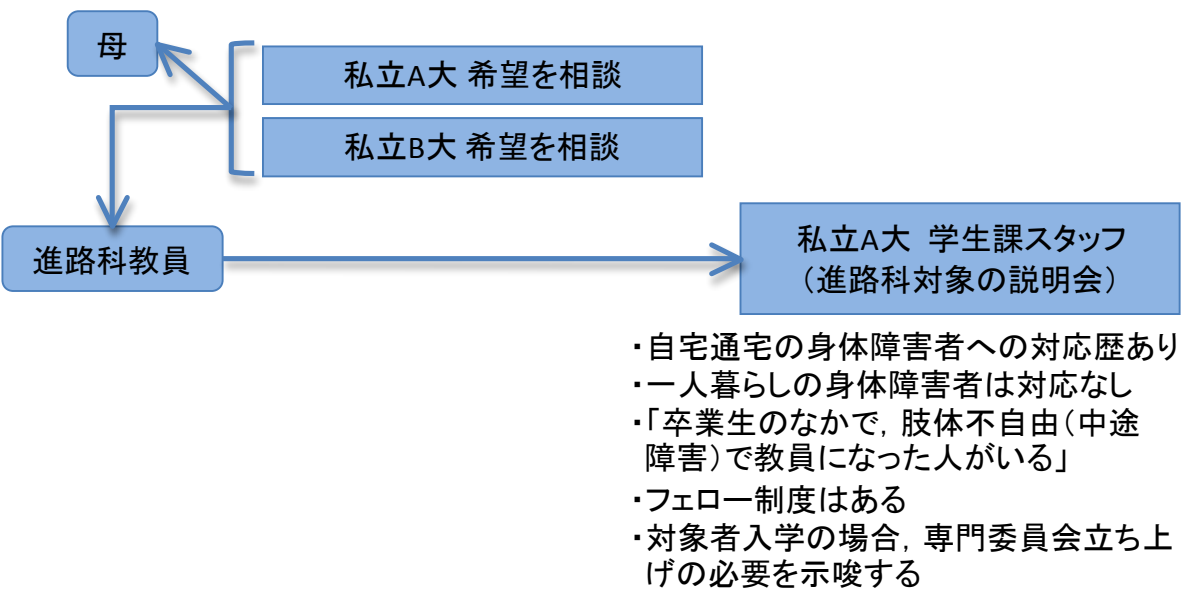 母
私立A大 希望を相談
私立B大 希望を相談
進路科教員
私立A大 学生課スタッフ
（進路科対象の説明会）
・自宅通宅の身体障害者への対応歴あり
・一人暮らしの身体障害者は対応なし
・「卒業生のなかで，肢体不自由（中途
障害）で教員になった人がいる」
・フェロー制度はある
・対象者入学の場合，専門委員会立ち上
げの必要を示唆する